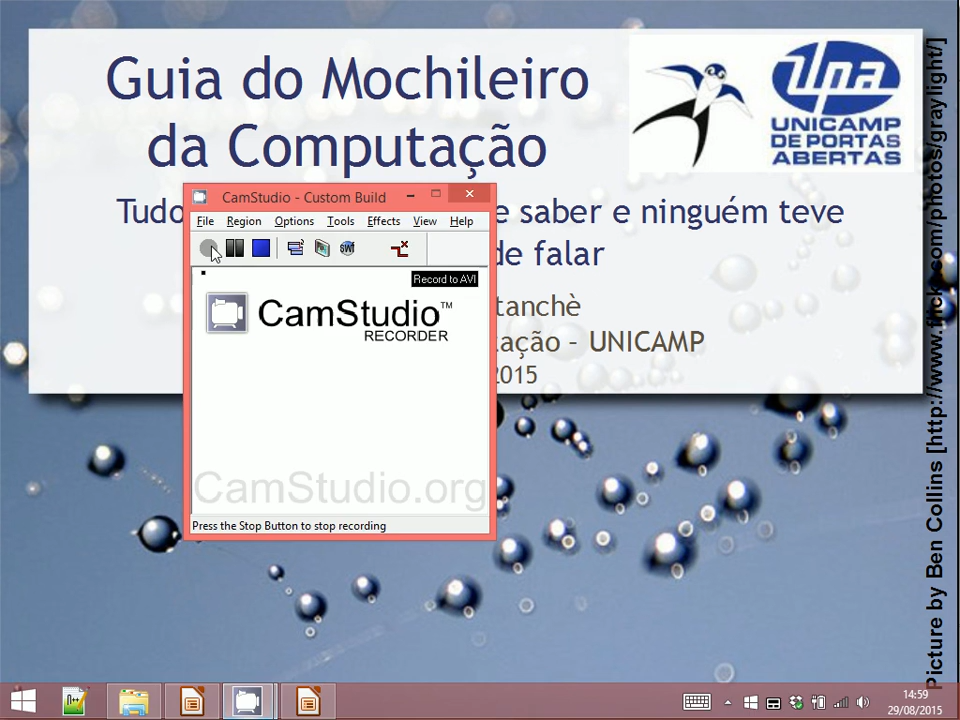 Guia do Mochileiro
da Computação
Upa
UNICAMP
DE PORTAS
ABERTAS
Tudo e saber e ninguém teve
de falar
tanchè
ação – UNICAMP
2015
CamStudio - Custom Build
File Region Options Tools Effects View Help
SWF
Record to AVI
CamStudio™
RECORDER
CamStudio.org
Press the Stop Button to stop recording
Picture by Ben Collins [http://www.flickr.com/photos/graylight/]
14:59
29/08/2015